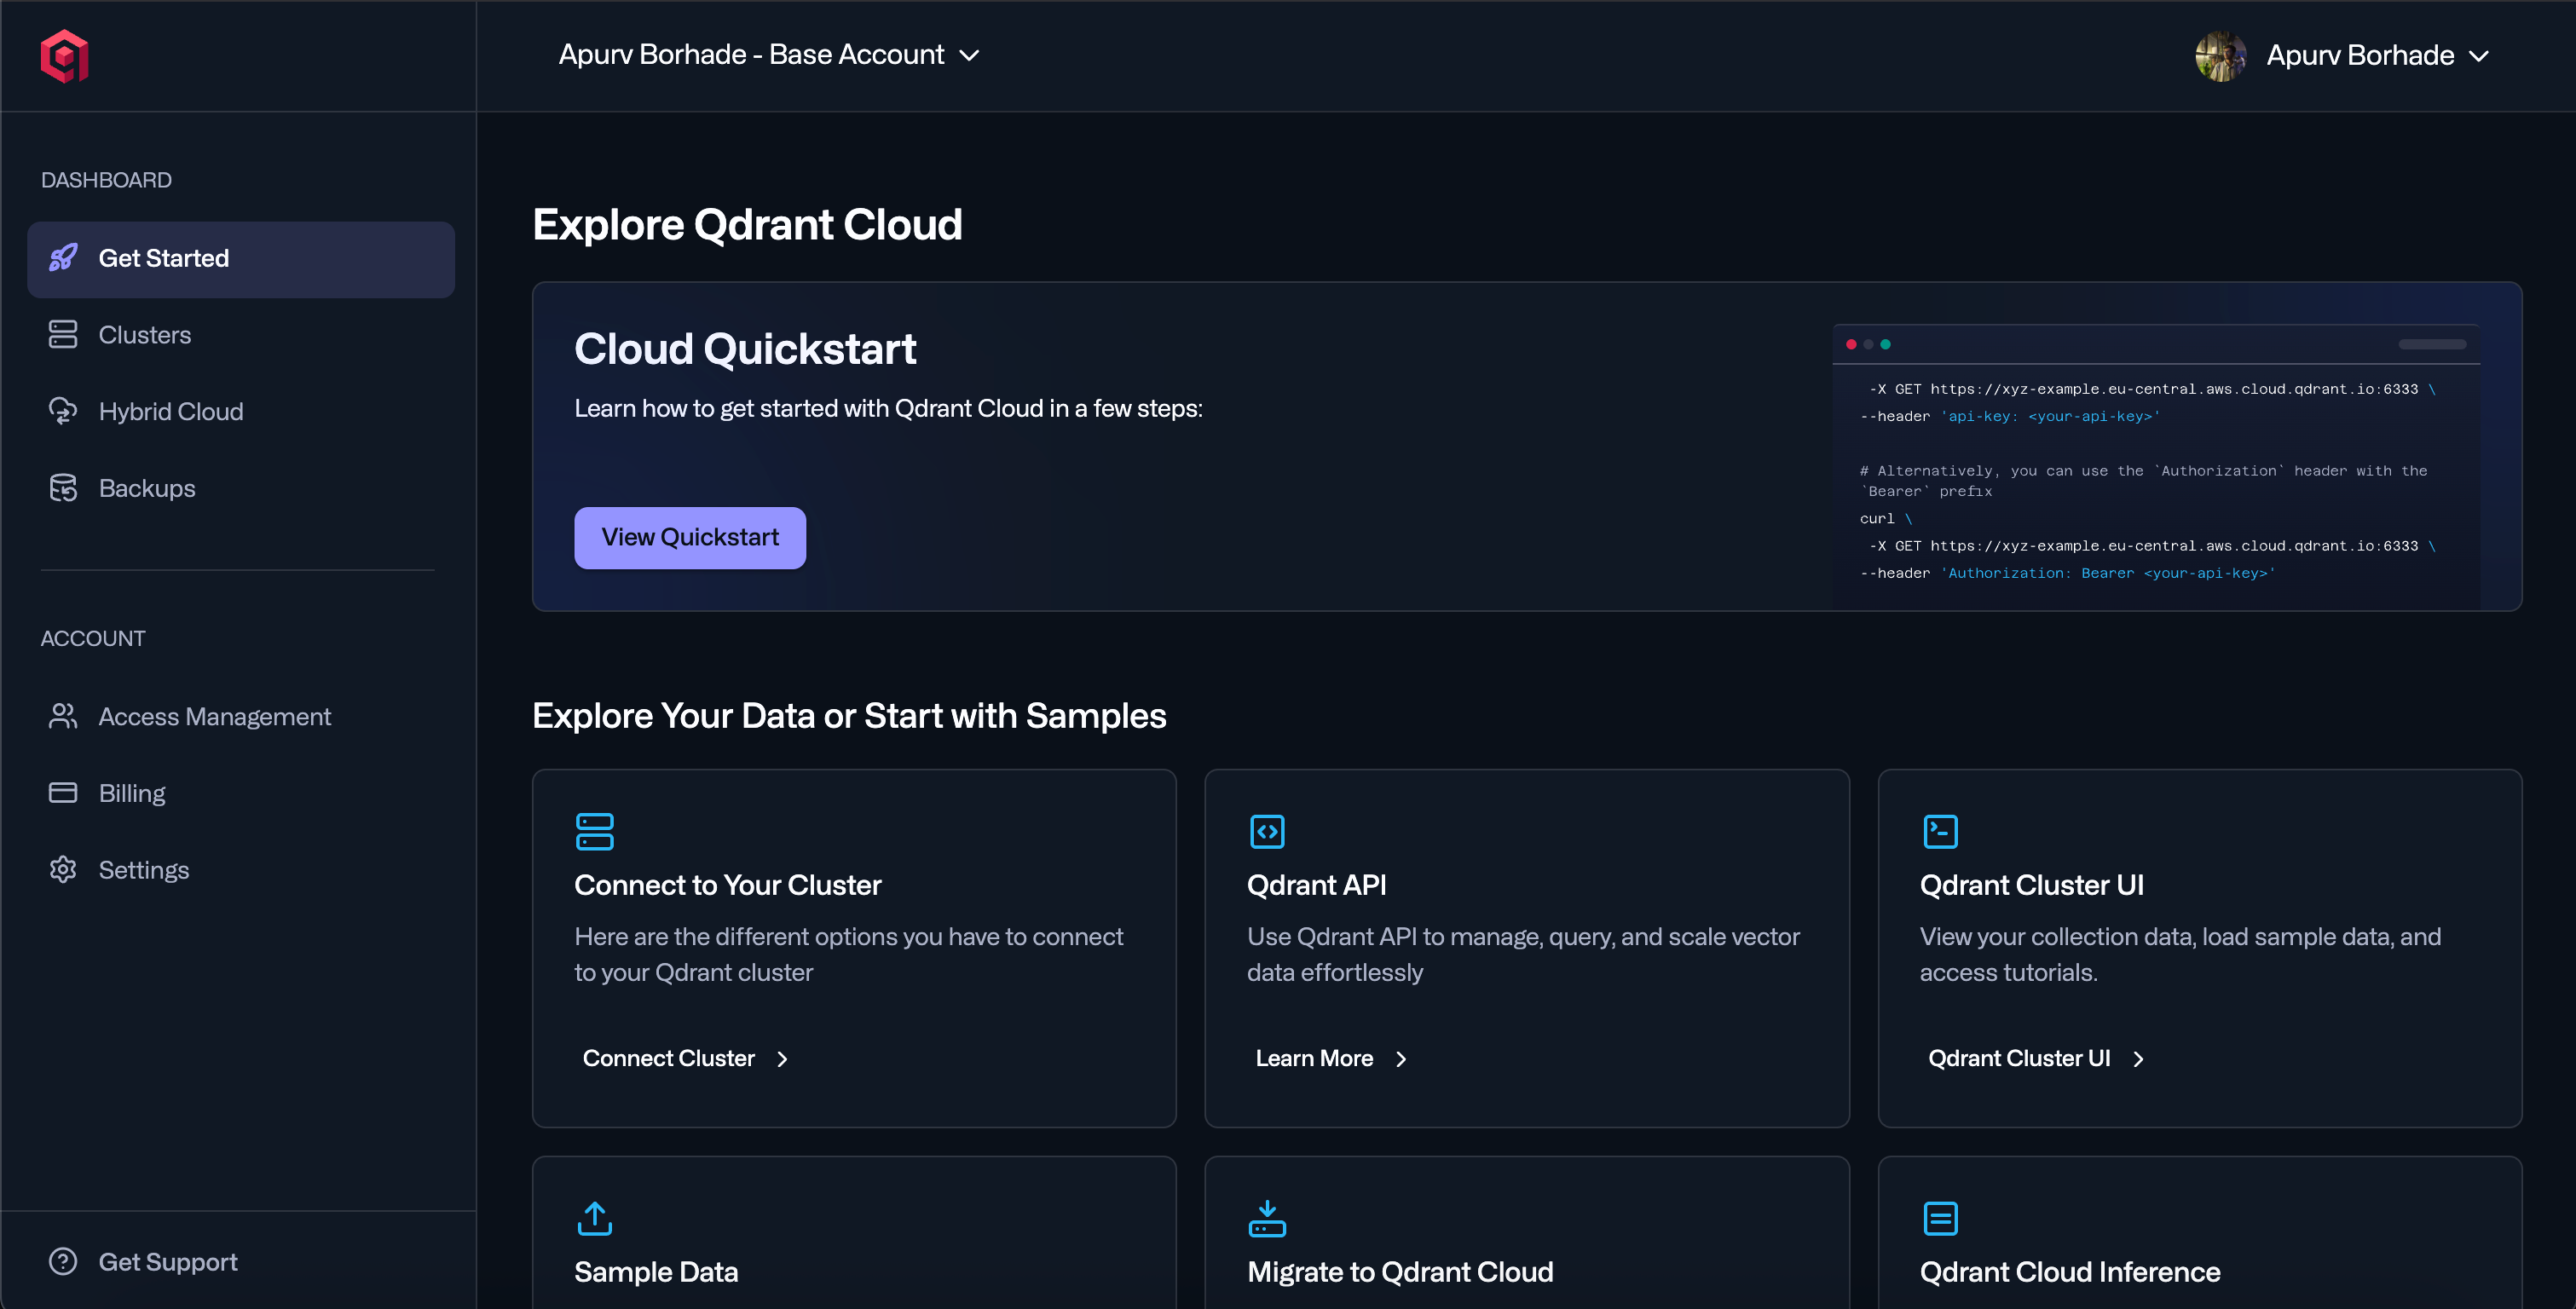 Apurv Borhade - Base Account
Apurv Borhade
DASHBOARD
Get Started
Clusters
Hybrid Cloud
Backups
ACCOUNT
Access Management
Billing
Settings
Get Support
Explore Qdrant Cloud
Cloud Quickstart
Learn how to get started with Qdrant Cloud in a few steps:
View Quickstart
-X GET https://xyz-example.eu-central.aws.cloud.qdrant.io:6333 \
--header 'api-key: <your-api-key>'
# Alternatively, you can use the `Authorization` header with the
`Bearer` prefix
curl \
-X GET https://xyz-example.eu-central.aws.cloud.qdrant.io:6333 \
--header 'Authorization: Bearer <your-api-key>'
Explore Your Data or Start with Samples
Connect to Your Cluster
Here are the different options you have to connect
to your Qdrant cluster
Connect Cluster
Qdrant API
Use Qdrant API to manage, query, and scale vector
data effortlessly
Learn More
Qdrant Cluster UI
View your collection data, load sample data, and
access tutorials.
Qdrant Cluster UI
Sample Data
Migrate to Qdrant Cloud
Qdrant Cloud Inference